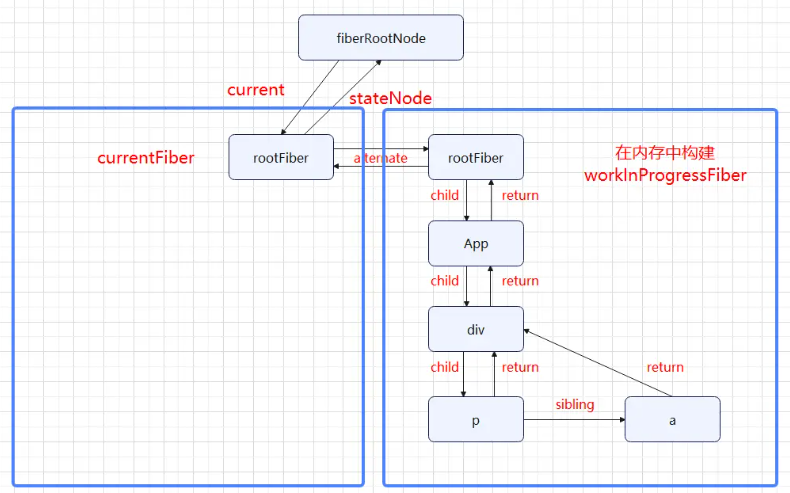 fiberRootNode
current
stateNode
currentFiber
rootFiber
alternate
rootFiber
在内存中构建
workInProgressFiber
child
return
App
child
return
div
child
return
return
sibling
p
a